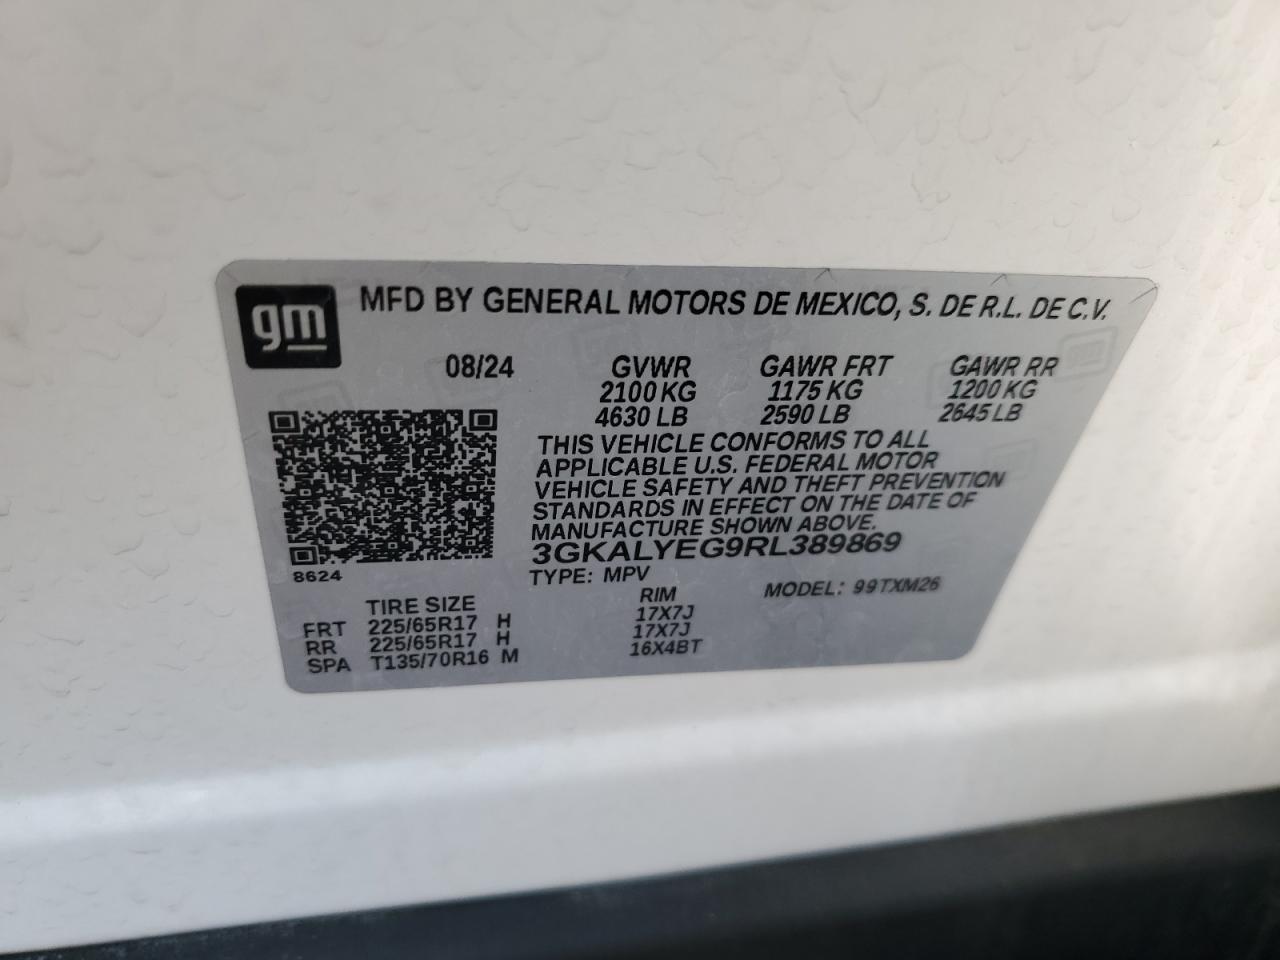 gm
MFD BY GENERAL MOTORS DE MEXICO, S. DE R.L. DE C.V.
08/24 GVWR GAWR FRT GAWR RR
2100 KG 1175 KG 1200 KG
4630 LB 2590 LB 2645 LB
THIS VEHICLE CONFORMS TO ALL
APPLICABLE U.S. FEDERAL MOTOR
VEHICLE SAFETY AND THEFT PREVENTION
STANDARDS IN EFFECT ON THE DATE OF
MANUFACTURE SHOWN ABOVE.
3GKALYEG9RL389869
8624
TYPE: MPV MODEL: 99TXM26
TIRE SIZE RIM
FRT 225/65R17 H 17X7J
RR 225/65R17 H 17X7J
SPA T135/70R16 M 16X4BT